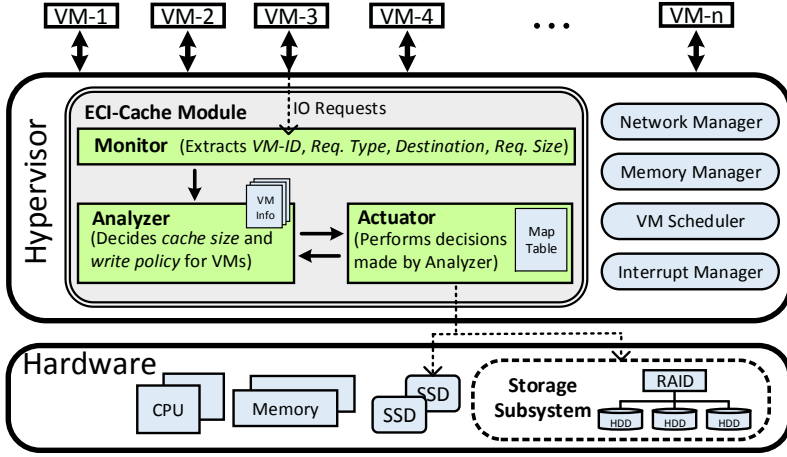 VM-1 VM-2 VM-3 VM-4 ... VM-n
Hypervisor
ECI-Cache Module
IO Requests
Monitor (Extracts VM-ID, Req. Type, Destination, Req. Size)
VM
Info
Analyzer
(Decides cache size and
write policy for VMs)
Actuator
(Performs decisions
made by Analyzer)
Map
Table
Network Manager
Memory Manager
VM Scheduler
Interrupt Manager
Hardware
CPU
Memory
SSD
SSD
Storage
Subsystem
RAID
HDD HDD HDD